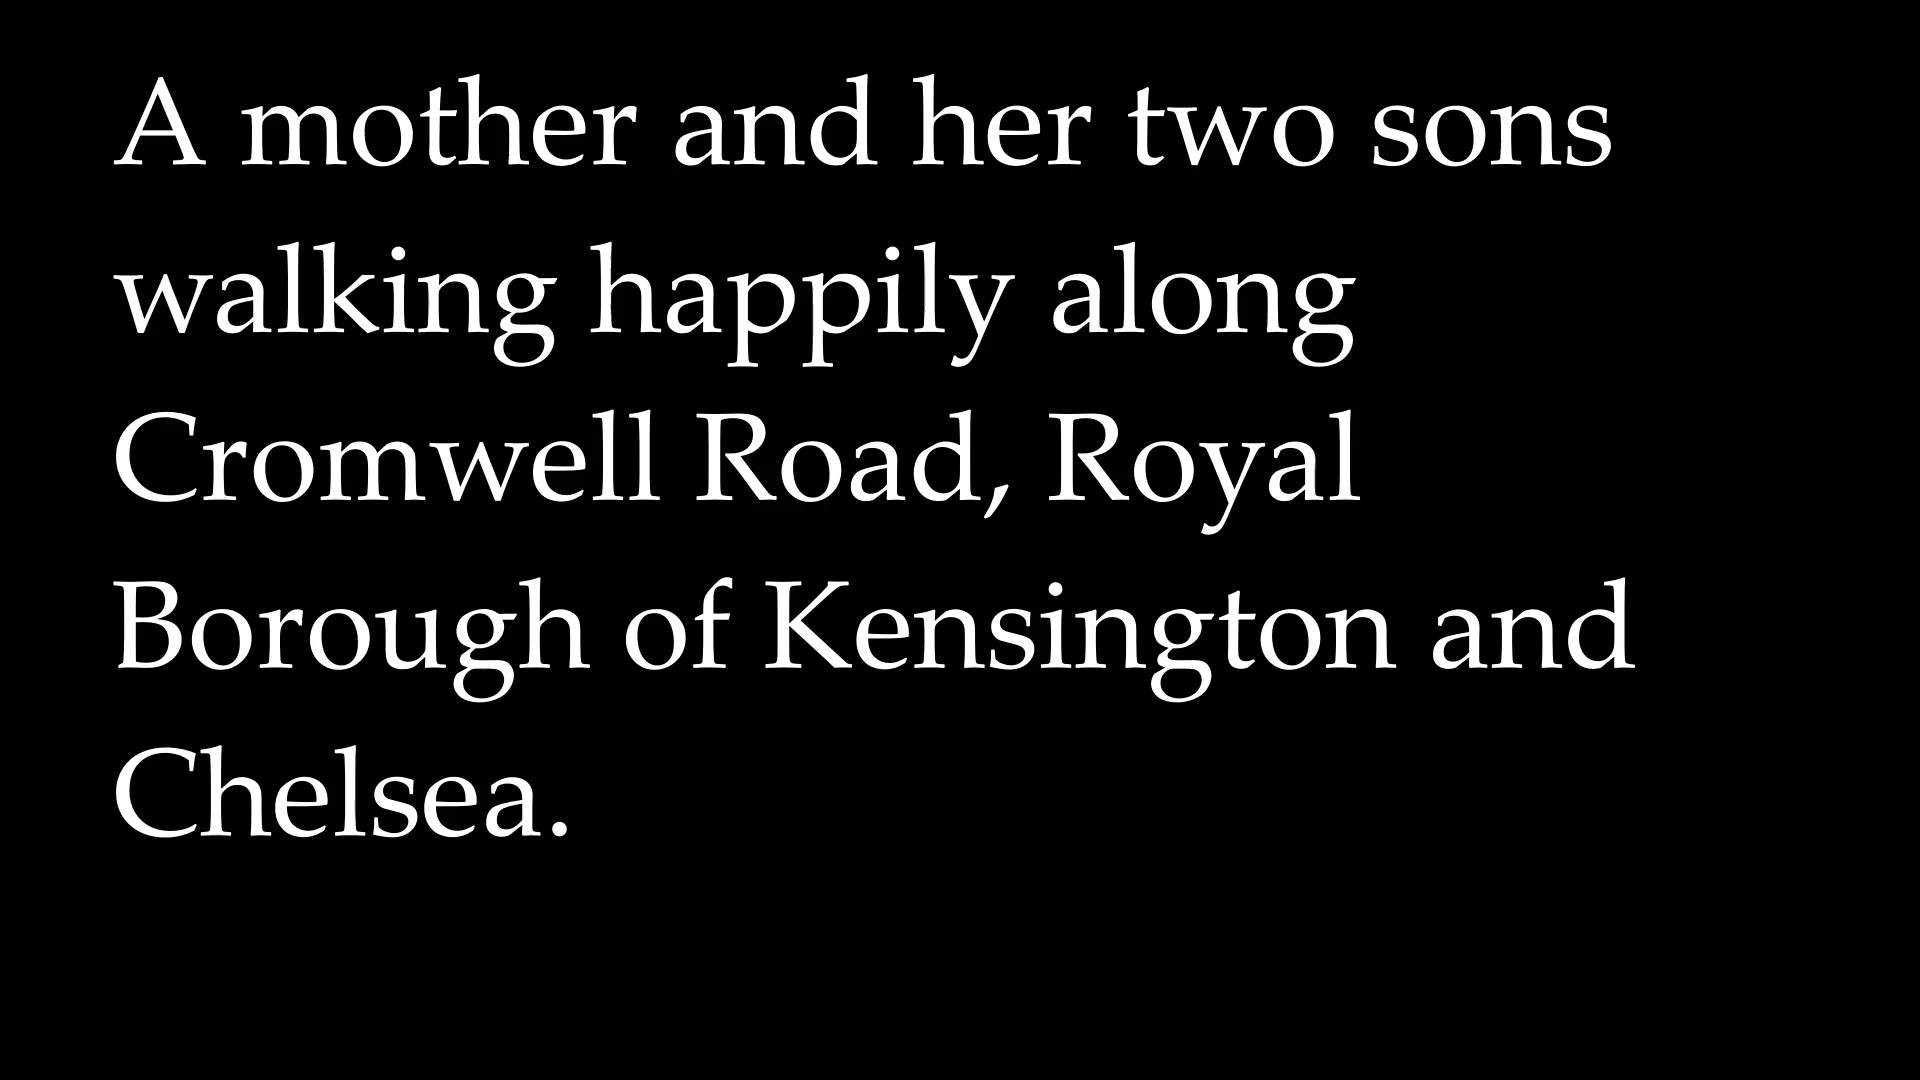 A mother and her two sons
walking happily along
Cromwell Road, Royal
Borough of Kensington and
Chelsea.